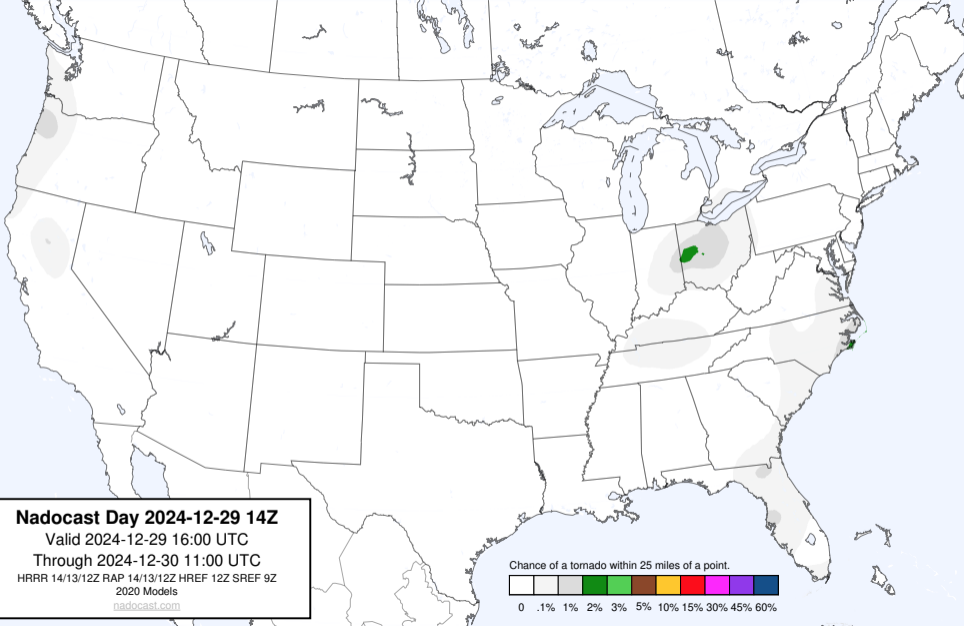 Nadocast Day 2024-12-29 14Z
Valid 2024-12-29 16:00 UTC
Through 2024-12-30 11:00 UTC
HRRR 14/13/12Z RAP 14/13/12Z HREF 12Z SREF 9Z
2020 Models
nadocast.com
Chance of a tornado within 25 miles of a point.
0 .1% 1% 2% 3% 5% 10% 15% 30% 45% 60%